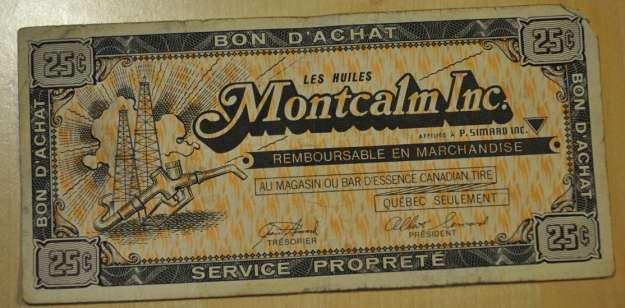 BON D'ACHAT
25¢
25¢
LES HUILES
Montcalm Inc.
AFFILIÉE À P. SIMARD INC.
REMBOURSABLE EN MARCHANDISE
AU MAGASIN OU BAR D'ESSENCE CANADIAN TIRE
QUÉBEC SEULEMENT
TRÉSORIER
PRÉSIDENT
BON D'ACHAT
BON D'ACHAT
25¢
25¢
SERVICE PROPRETÉ